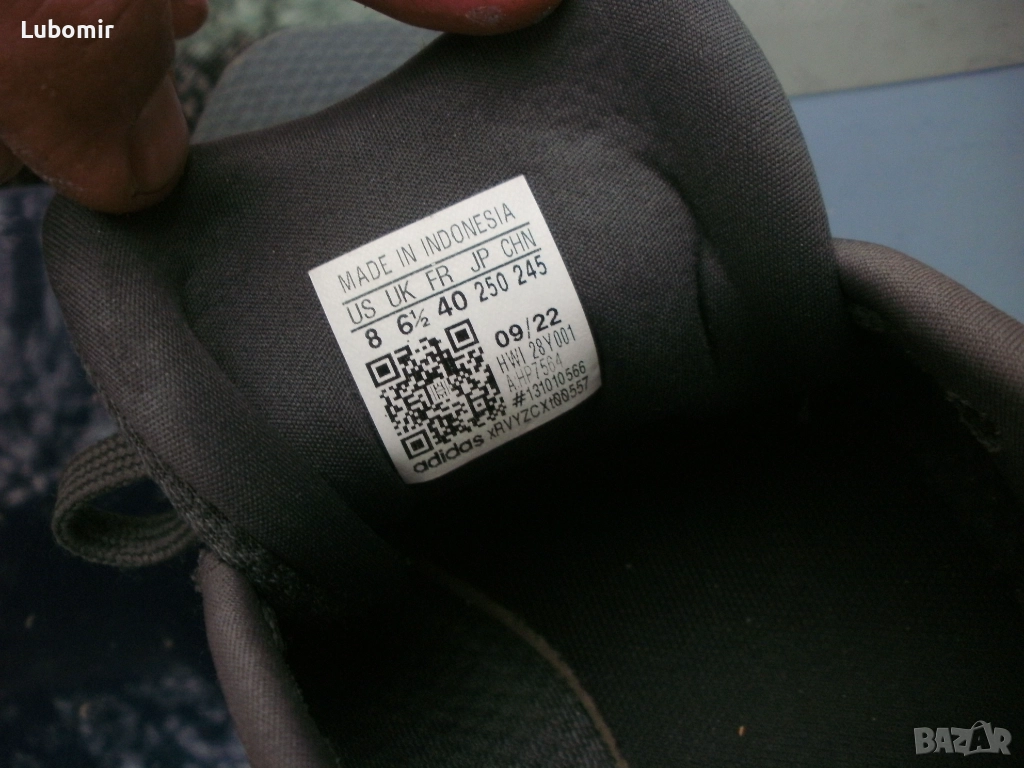 Lubomir
MADE IN INDONESIA
US UK FR JP CHN
8 6½ 40 250 245
09/22
HWI 28Y001
AHP7564
#131010566
adidas xRVYZCXt00557
BAZAR